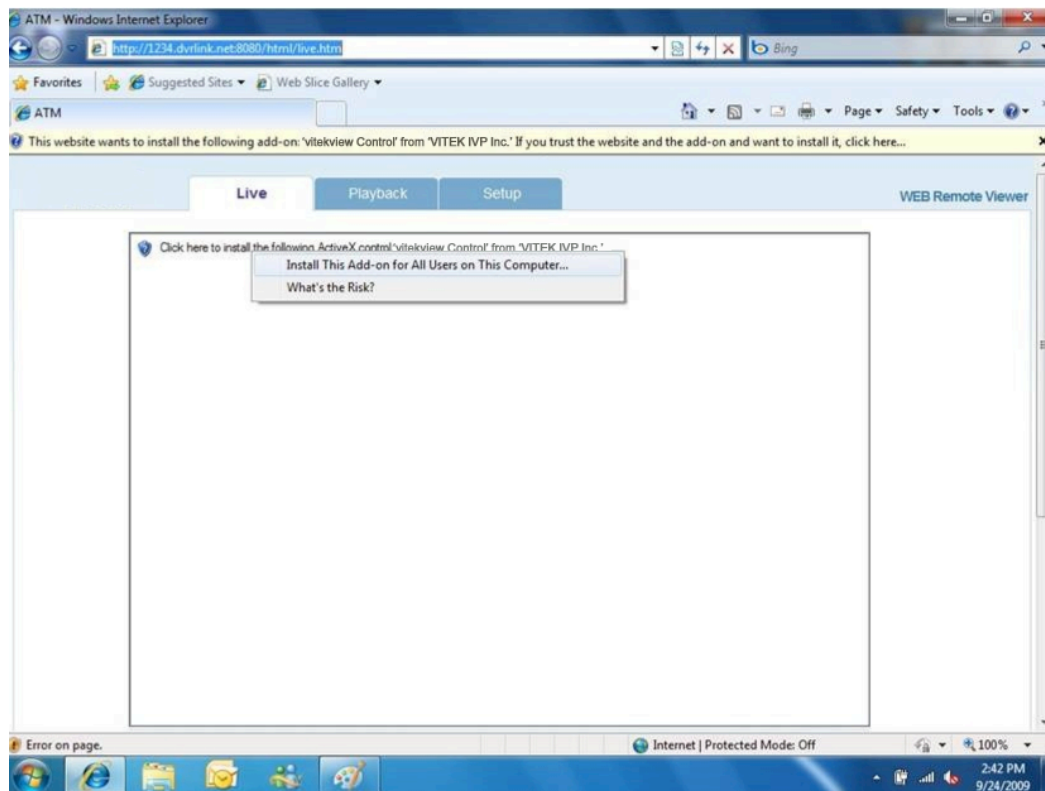 ATM - Windows Internet Explorer
http://1234.dvrlink.net:8080/html/live.htm
Bing
Favorites Suggested Sites Web Slice Gallery
ATM Page Safety Tools
This website wants to install the following add-on: 'vitekview Control' from 'VITEK IVP Inc.' If you trust the website and the add-on and want to install it, click here...
Live Playback Setup WEB Remote Viewer
Click here to install the following ActiveX control:'vitekview Control' from 'VITEK IVP Inc.'
Install This Add-on for All Users on This Computer...
What's the Risk?
Error on page. Internet | Protected Mode: Off 100%
2:42 PM
9/24/2009